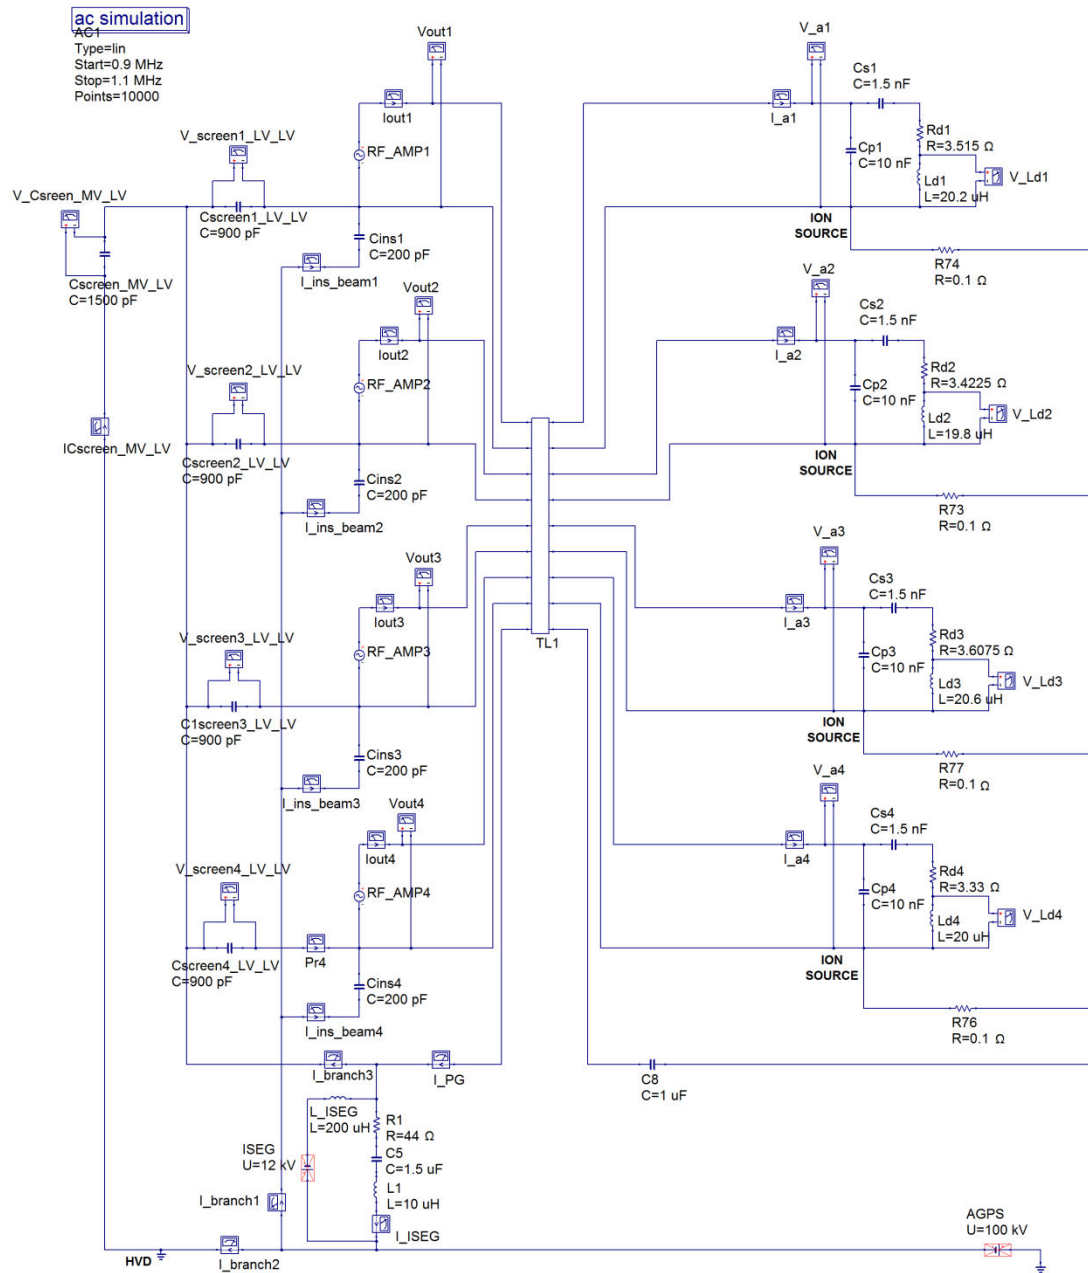 ac simulation
AC1
Type=lin
Start=0.9 MHz
Stop=1.1 MHz
Points=10000
Vout1
Iout1
RF_AMP1
V_screen1_LV_LV
Cscreen1_LV_LV
C=900 pF
V_Csreen_MV_LV
Cscreen_MV_LV
C=1500 pF
Cins1
C=200 pF
I_ins_beam1
Vout2
Iout2
RF_AMP2
V_screen2_LV_LV
Cscreen2_LV_LV
C=900 pF
ICscreen_MV_LV
Cins2
C=200 pF
I_ins_beam2
Vout3
Iout3
RF_AMP3
V_screen3_LV_LV
C1screen3_LV_LV
C=900 pF
Cins3
C=200 pF
I_ins_beam3
Vout4
Iout4
RF_AMP4
V_screen4_LV_LV
Cscreen4_LV_LV
C=900 pF
Pr4
Cins4
C=200 pF
I_ins_beam4
I_branch3
I_PG
L_ISEG
L=200 uH
R1
R=44 Ω
C5
C=1.5 uF
L1
L=10 uH
I_ISEG
ISEG
U=12 kV
I_branch1
I_branch2
HVD
TL1
V_a1
I_a1
Cs1
C=1.5 nF
Rd1
R=3.515 Ω
Cp1
C=10 nF
Ld1
L=20.2 uH
V_Ld1
ION
SOURCE
R74
R=0.1 Ω
V_a2
I_a2
Cs2
C=1.5 nF
Rd2
R=3.4225 Ω
Cp2
C=10 nF
Ld2
L=19.8 uH
V_Ld2
ION
SOURCE
R73
R=0.1 Ω
V_a3
I_a3
Cs3
C=1.5 nF
Rd3
R=3.6075 Ω
Cp3
C=10 nF
Ld3
L=20.6 uH
V_Ld3
ION
SOURCE
R77
R=0.1 Ω
V_a4
I_a4
Cs4
C=1.5 nF
Rd4
R=3.33 Ω
Cp4
C=10 nF
Ld4
L=20 uH
V_Ld4
ION
SOURCE
R76
R=0.1 Ω
C8
C=1 uF
AGPS
U=100 kV